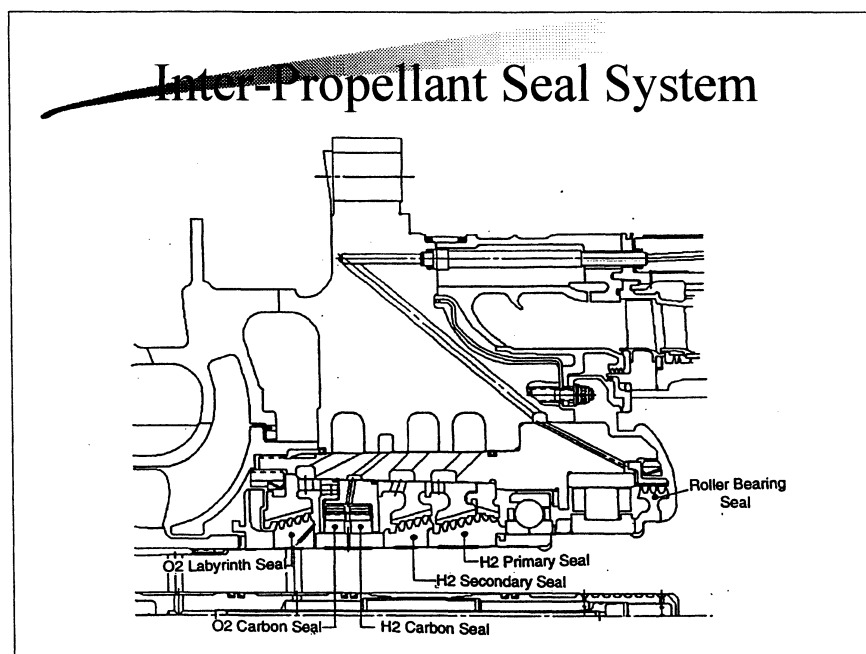 Inter-Propellant Seal System
Roller Bearing
Seal
H2 Primary Seal
O2 Labyrinth Seal
H2 Secondary Seal
O2 Carbon Seal
H2 Carbon Seal